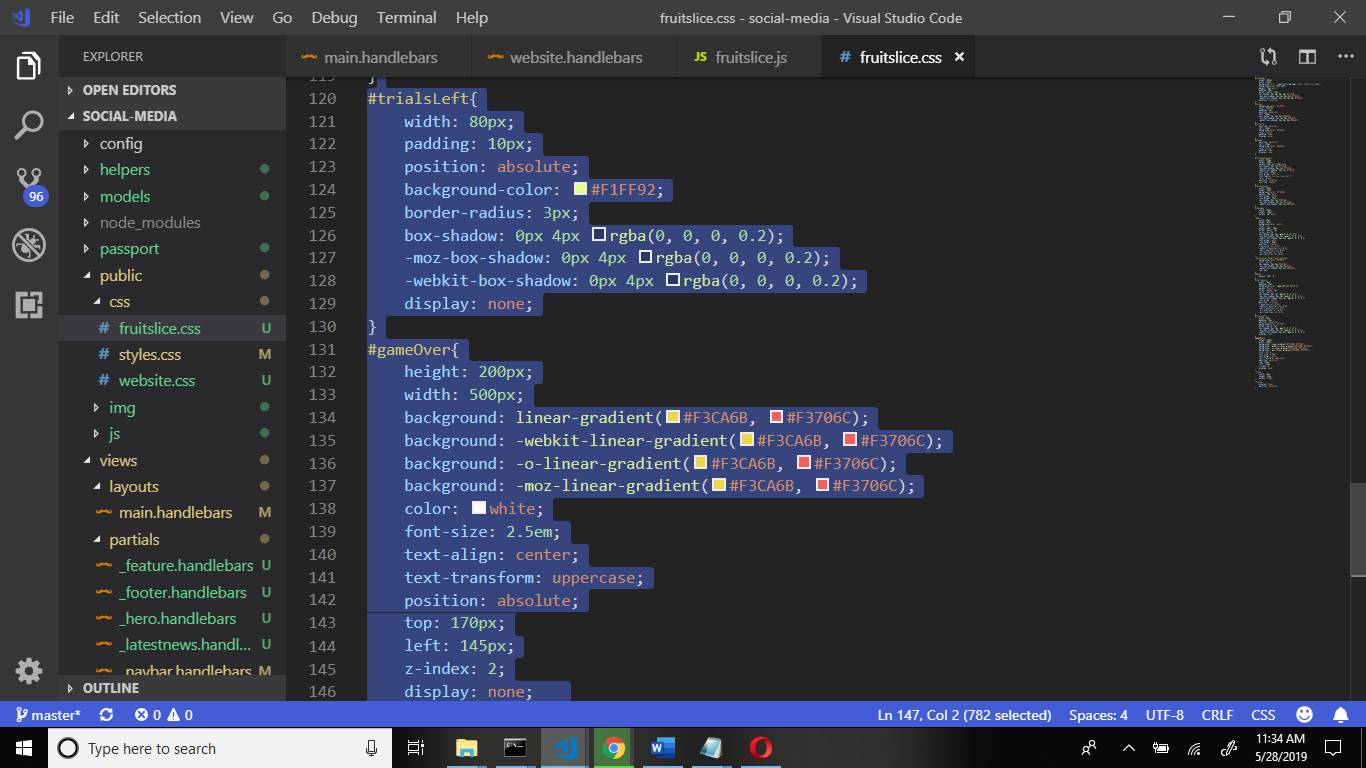 File Edit Selection View Go Debug Terminal Help
fruitslice.css - social-media - Visual Studio Code
EXPLORER
main.handlebars
website.handlebars
JS fruitslice.js
# fruitslice.css
OPEN EDITORS
SOCIAL-MEDIA
config
helpers
models
node_modules
passport
public
css
# fruitslice.css U
# styles.css M
# website.css U
img
js
views
layouts
main.handlebars M
partials
_feature.handlebars U
_footer.handlebars U
_hero.handlebars U
_latestnews.handl... U
_navbar.handlebars M
OUTLINE
96
119 }
120 #trialsLeft{
121 width: 80px;
122 padding: 10px;
123 position: absolute;
124 background-color: #F1FF92;
125 border-radius: 3px;
126 box-shadow: 0px 4px rgba(0, 0, 0, 0.2);
127 -moz-box-shadow: 0px 4px rgba(0, 0, 0, 0.2);
128 -webkit-box-shadow: 0px 4px rgba(0, 0, 0, 0.2);
129 display: none;
130 }
131 #gameOver{
132 height: 200px;
133 width: 500px;
134 background: linear-gradient(#F3CA6B, #F3706C);
135 background: -webkit-linear-gradient(#F3CA6B, #F3706C);
136 background: -o-linear-gradient(#F3CA6B, #F3706C);
137 background: -moz-linear-gradient(#F3CA6B, #F3706C);
138 color: white;
139 font-size: 2.5em;
140 text-align: center;
141 text-transform: uppercase;
142 position: absolute;
143 top: 170px;
144 left: 145px;
145 z-index: 2;
146 display: none;
master* 0 0
Ln 147, Col 2 (782 selected) Spaces: 4 UTF-8 CRLF CSS
Type here to search
11:34 AM
5/28/2019